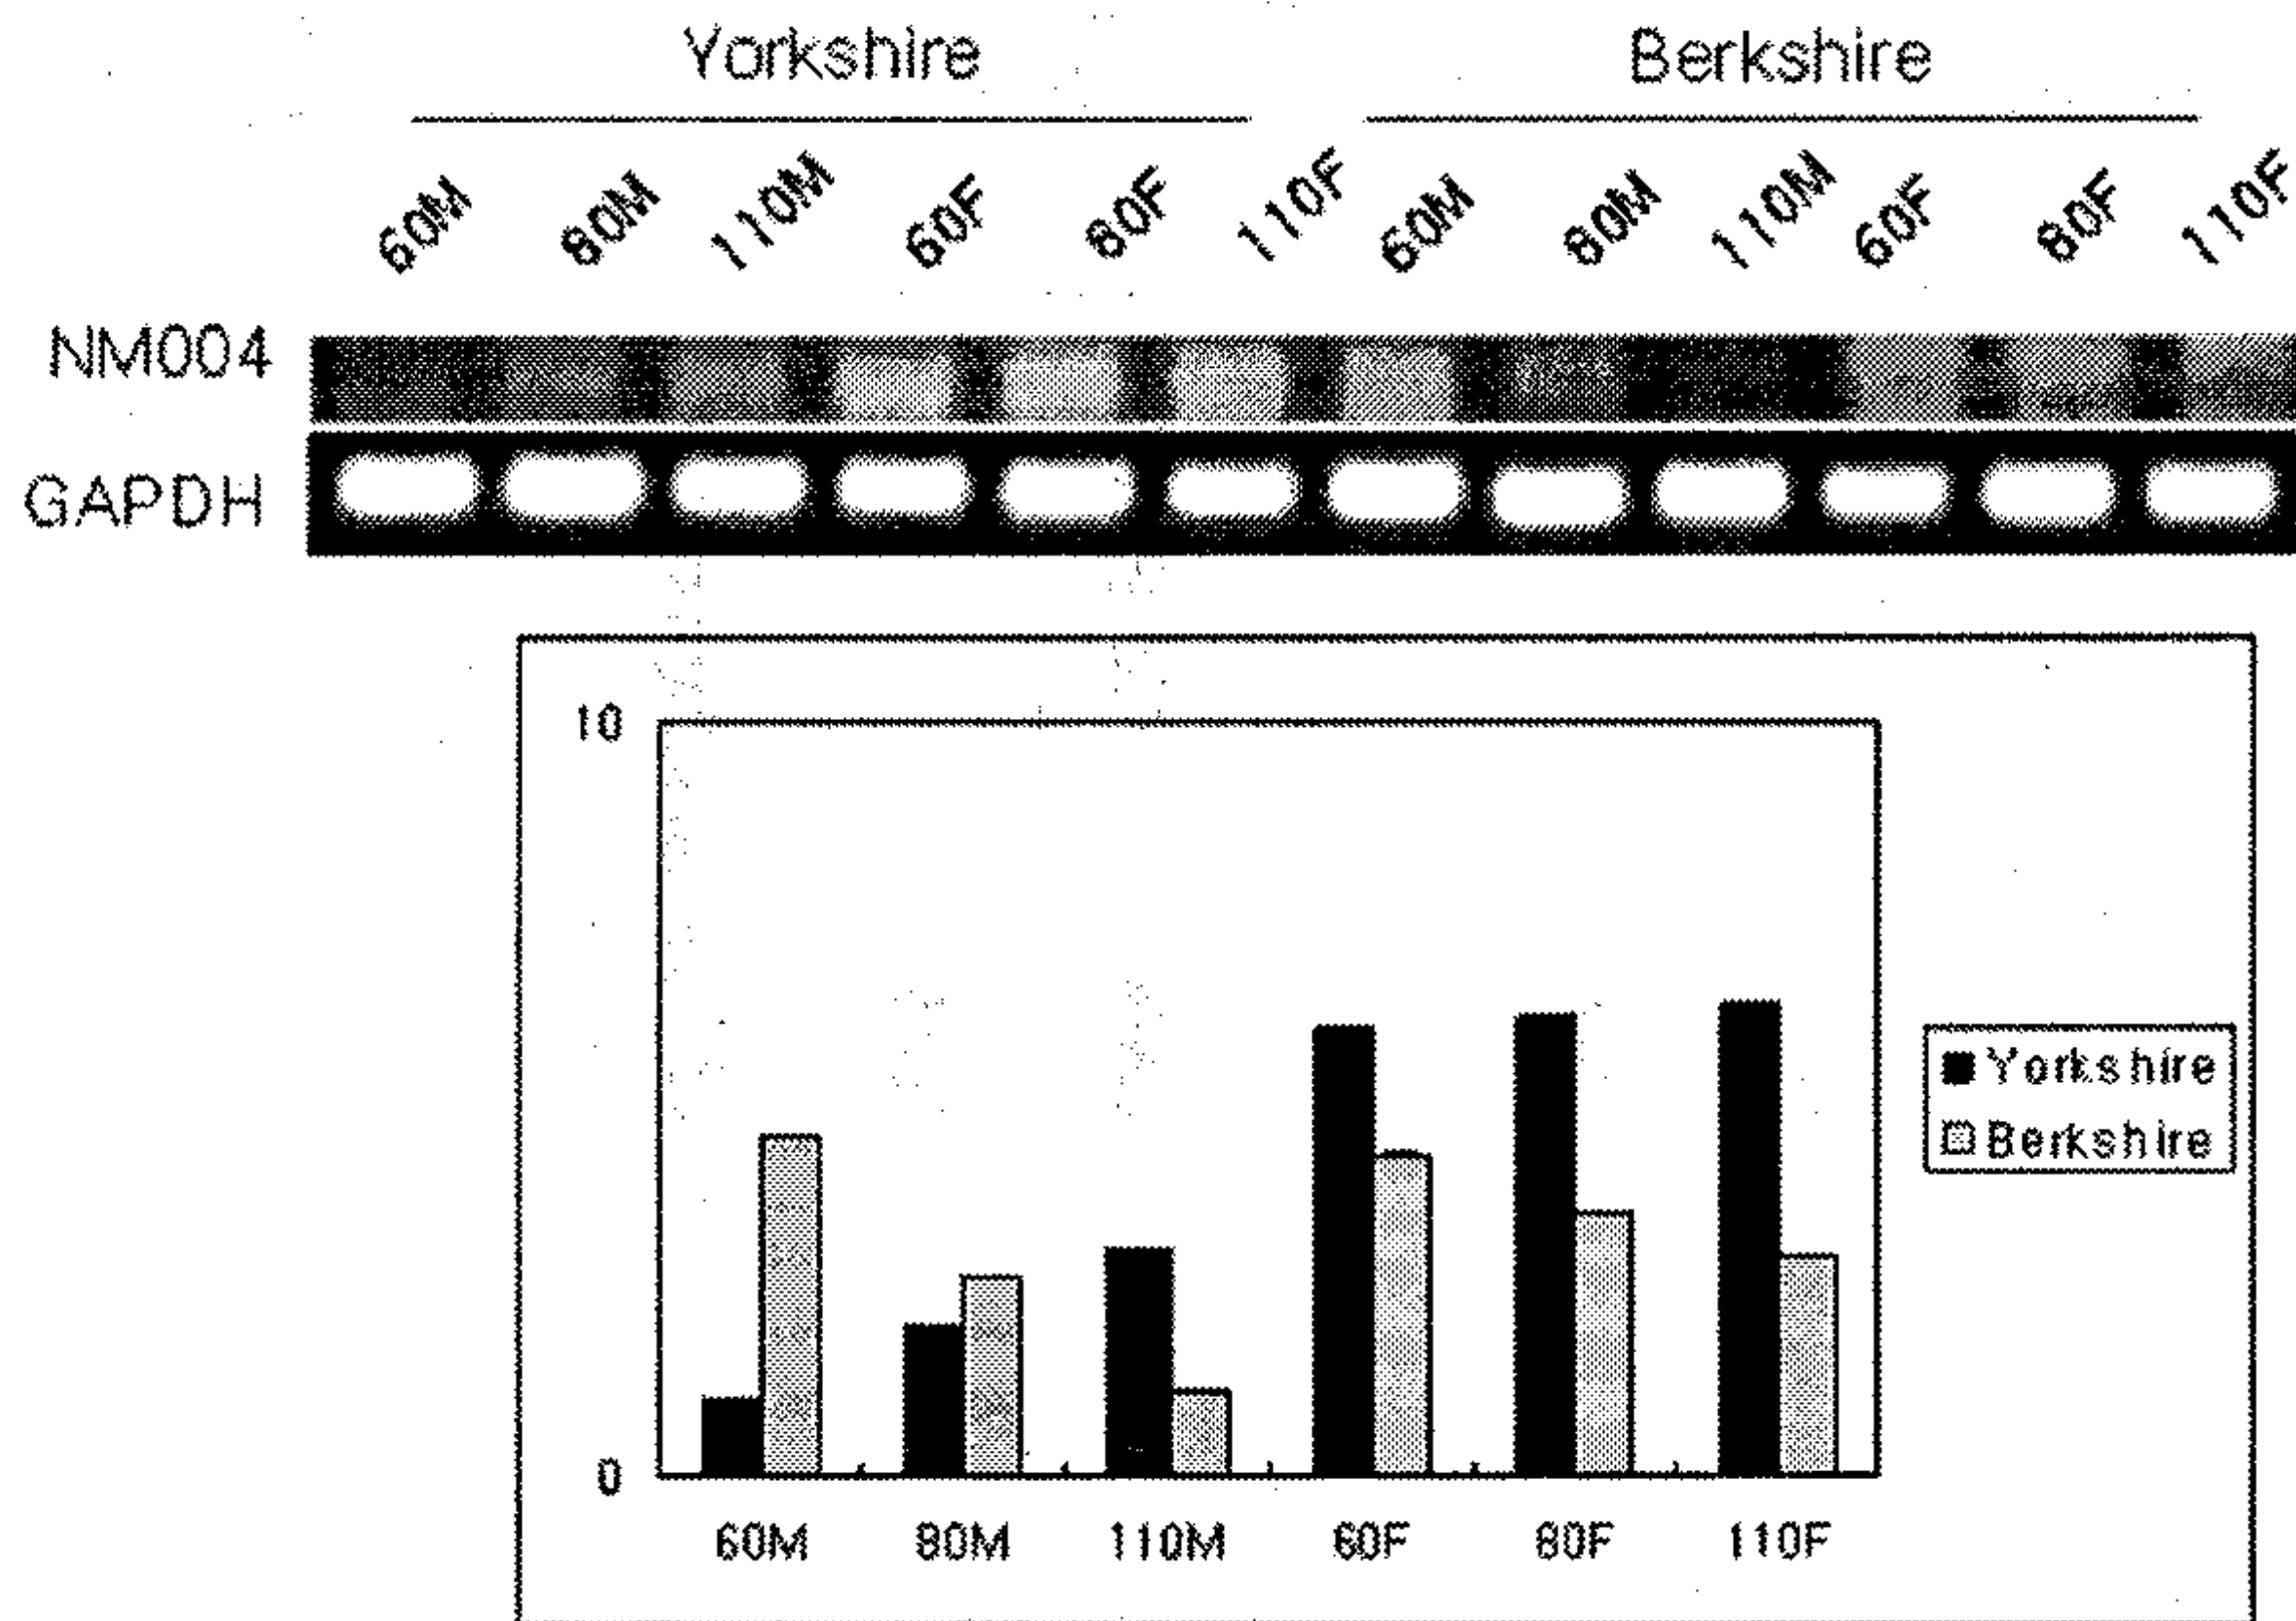 Yorkshire Berkshire
60M 80M 110M 60F 80F 110F 60M 80M 110M 60F 80F 110F
NM004
GAPDH
10
0
60M 80M 110M 60F 80F 110F
Yorkshire
Berkshire